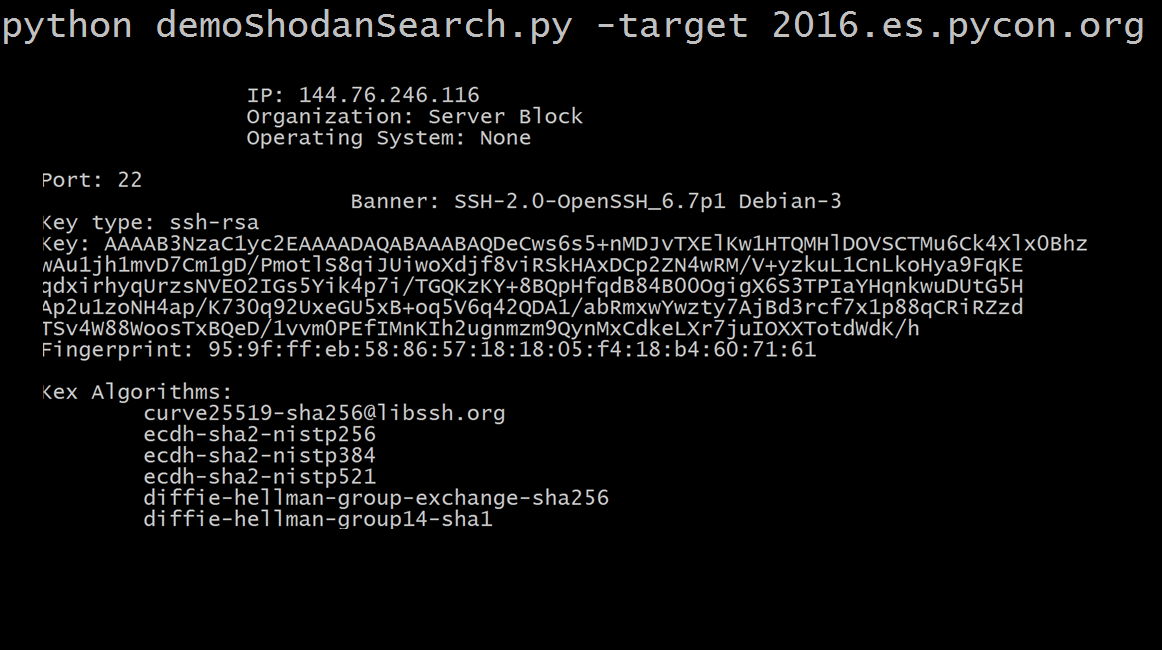 python demoShodanSearch.py -target 2016.es.pycon.org
IP: 144.76.246.116
Organization: Server Block
Operating System: None
Port: 22
Banner: SSH-2.0-OpenSSH_6.7p1 Debian-3
Key type: ssh-rsa
Key: AAAAB3NzaC1yc2EAAAADAQABAAABAQDeCws6s5+nMDJvTXElKw1HTQMHlDOVSCTMu6Ck4Xlx0Bhz
wAu1jh1mvD7Cm1gD/PmotlS8qiJUiwoXdjf8viRSkHAxDCp2ZN4wRM/V+yzkuL1CnLkoHya9FqKE
qdxirhyqUrzsNVEO2IGs5Yik4p7i/TGQKzKY+8BQpHfqdB84B0OOgigX6S3TPIaYHqnkwuDUtG5H
Ap2u1zoNH4ap/K73Oq92UxeGU5xB+oq5V6q42QDA1/abRmxwYwzty7AjBd3rcf7x1p88qCRiRZzd
TSv4W88WoosTxBQeD/1vvm0PEfIMnKIh2ugnmzm9QynMxCdkeLXr7juIOXXTotdWdK/h
Fingerprint: 95:9f:ff:eb:58:86:57:18:18:05:f4:18:b4:60:71:61
Kex Algorithms:
curve25519-sha256@libssh.org
ecdh-sha2-nistp256
ecdh-sha2-nistp384
ecdh-sha2-nistp521
diffie-hellman-group-exchange-sha256
diffie-hellman-group14-sha1